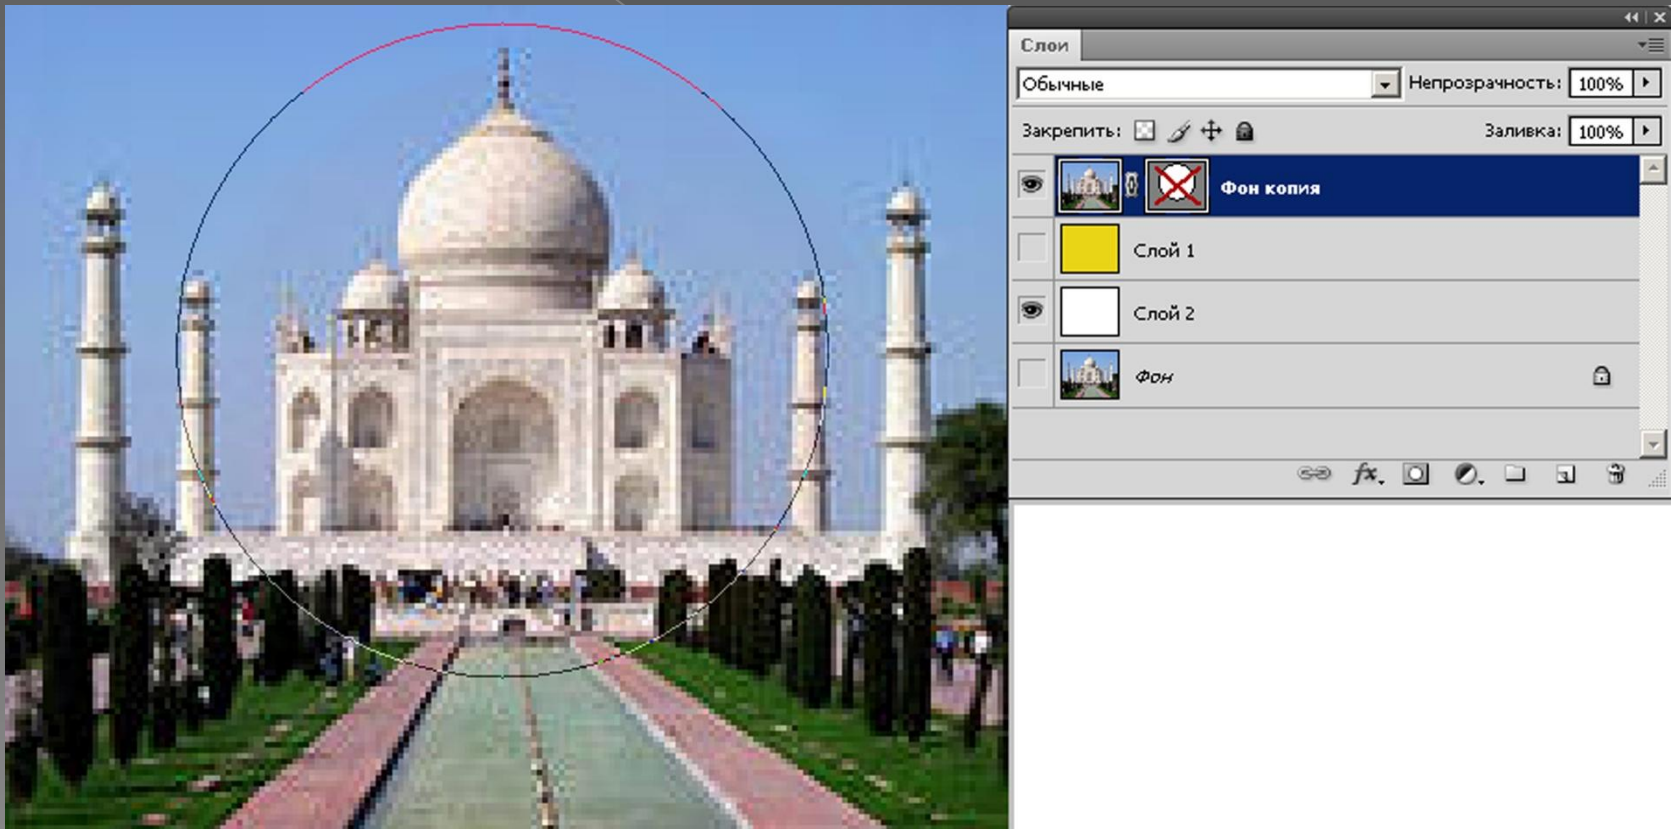 Слои
Обычные Непрозрачность: 100%
Закрепить: Заливка: 100%
Фон копия
Слой 1
Слой 2
Фон
fx.